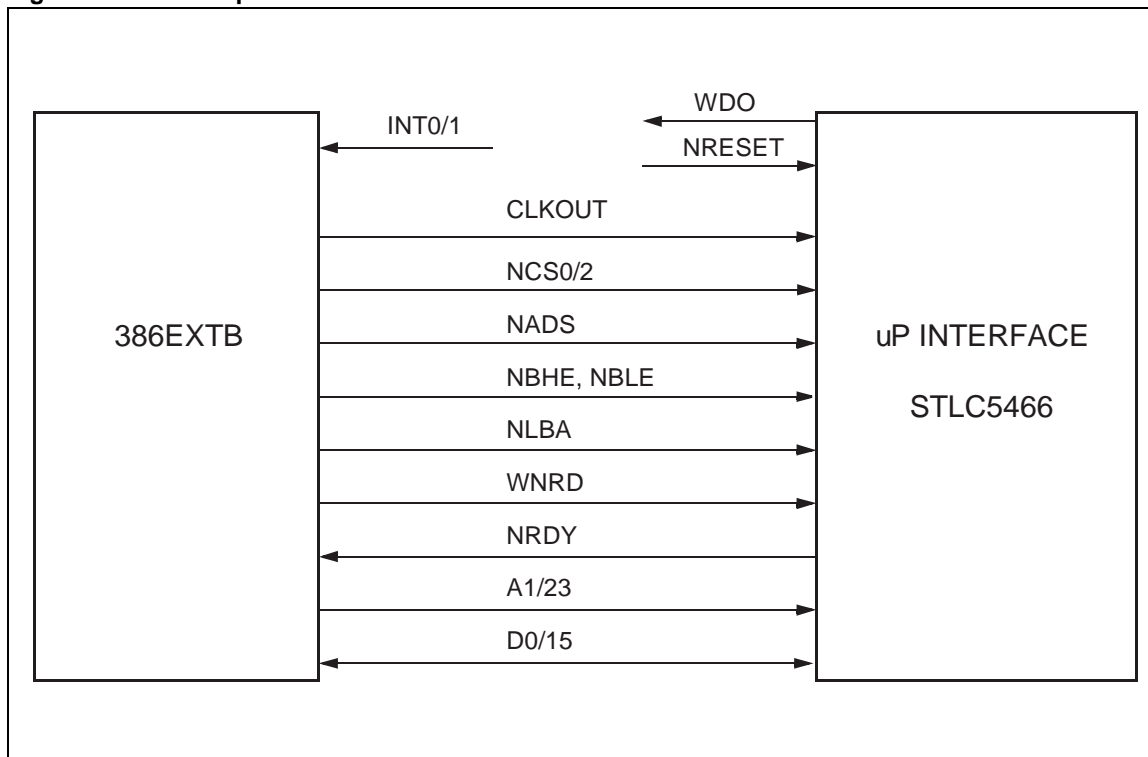 WDO
INT0/1
NRESET
CLKOUT
NCS0/2
NADS
386EXTB
uP INTERFACE
NBHE, NBLE
STLC5466
NLBA
WNRD
NRDY
A1/23
D0/15